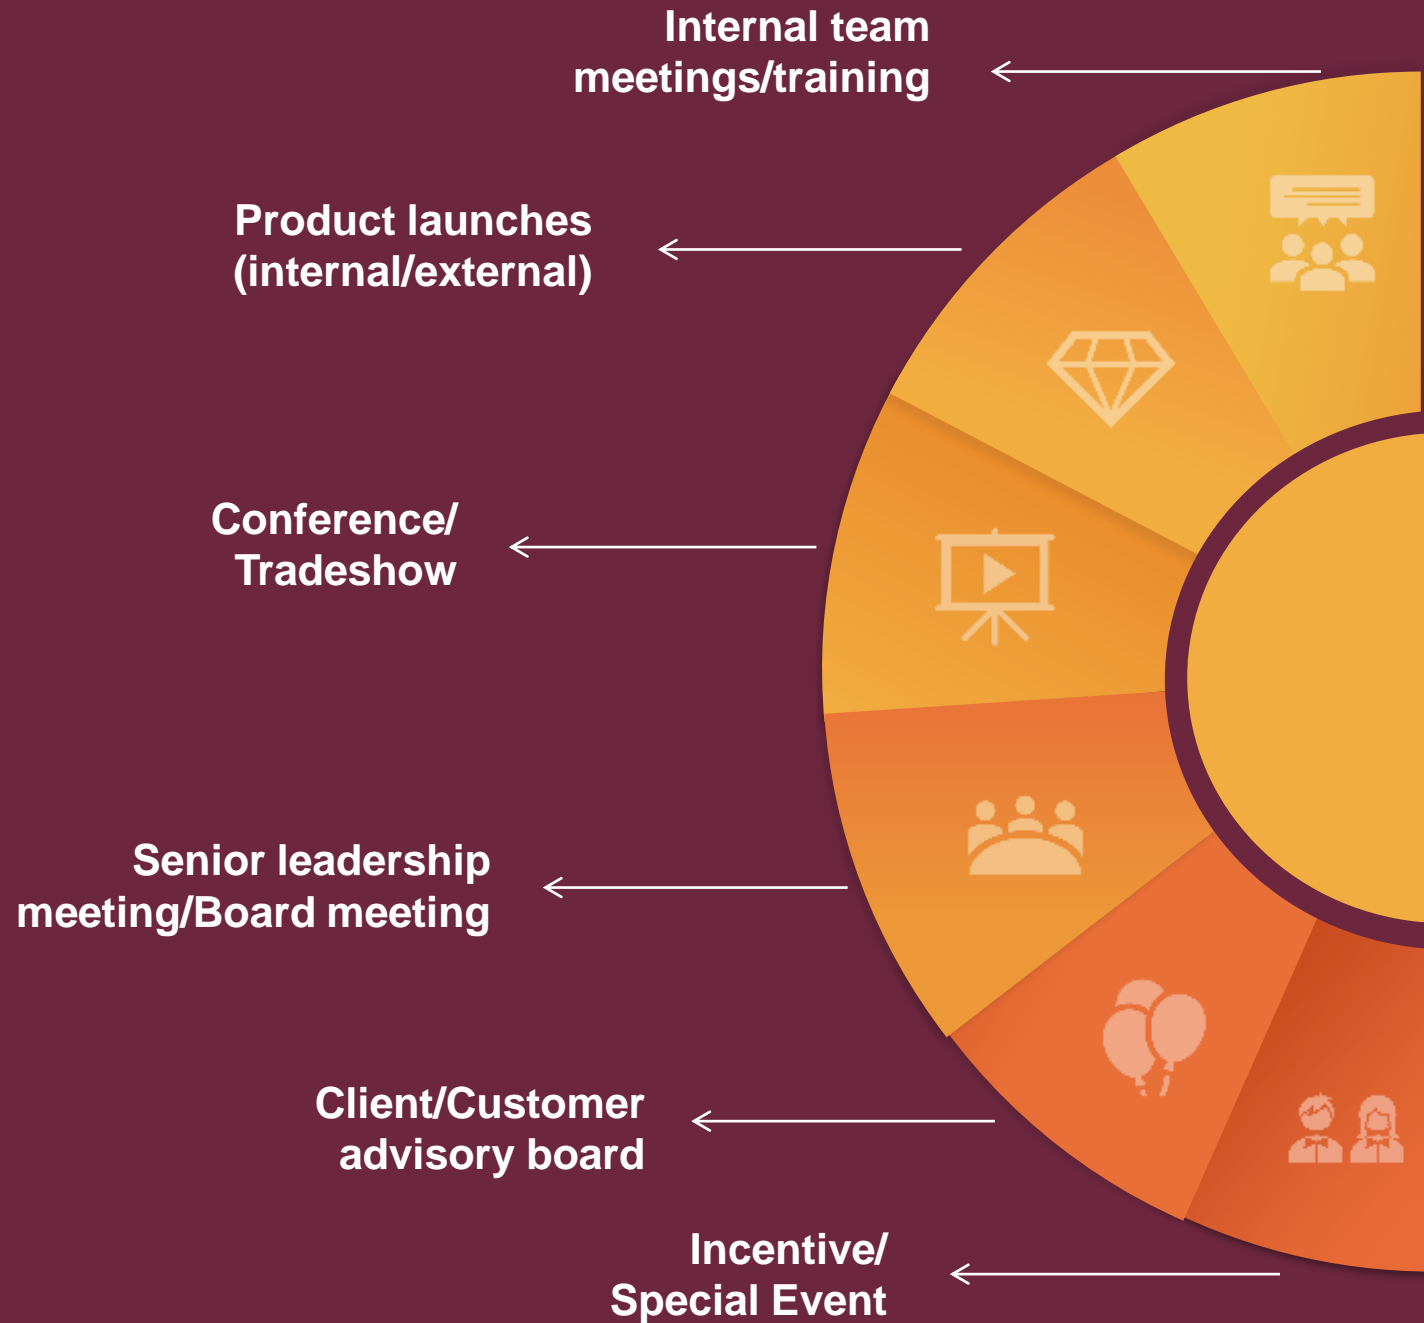 Internal team
meetings/training
Product launches
(internal/external)
Conference/
Tradeshow
Senior leadership
meeting/Board meeting
Client/Customer
advisory board
Incentive/
Special Event